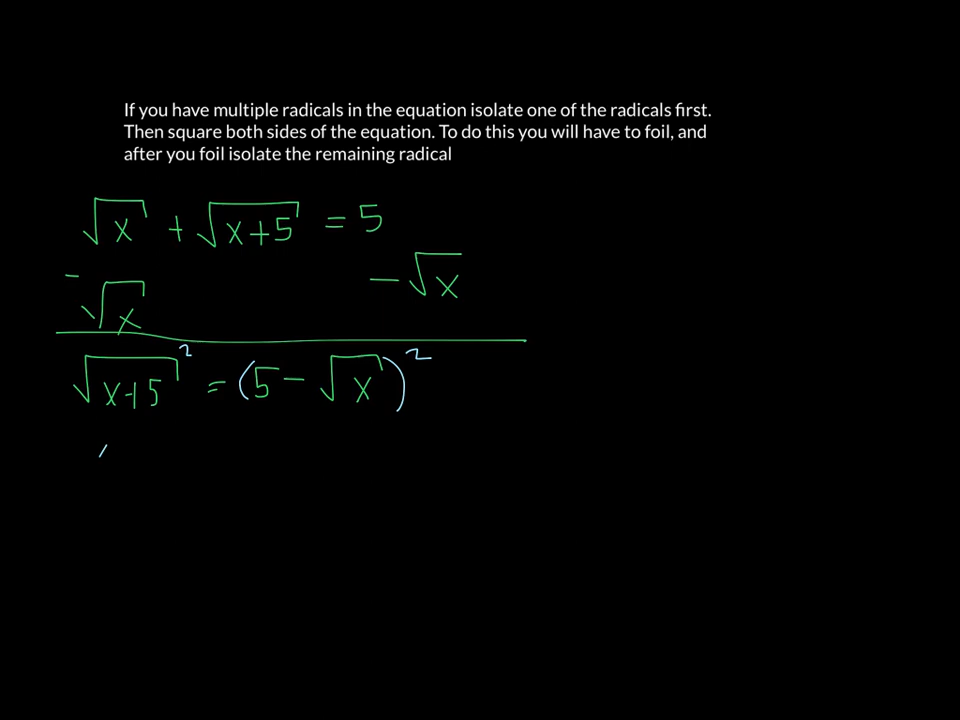 If you have multiple radicals in the equation isolate one of the radicals first.
Then square both sides of the equation. To do this you will have to foil, and
after you foil isolate the remaining radical
√x + √x+5 = 5
-√x - √x
√x+5² = (5 - √x)²